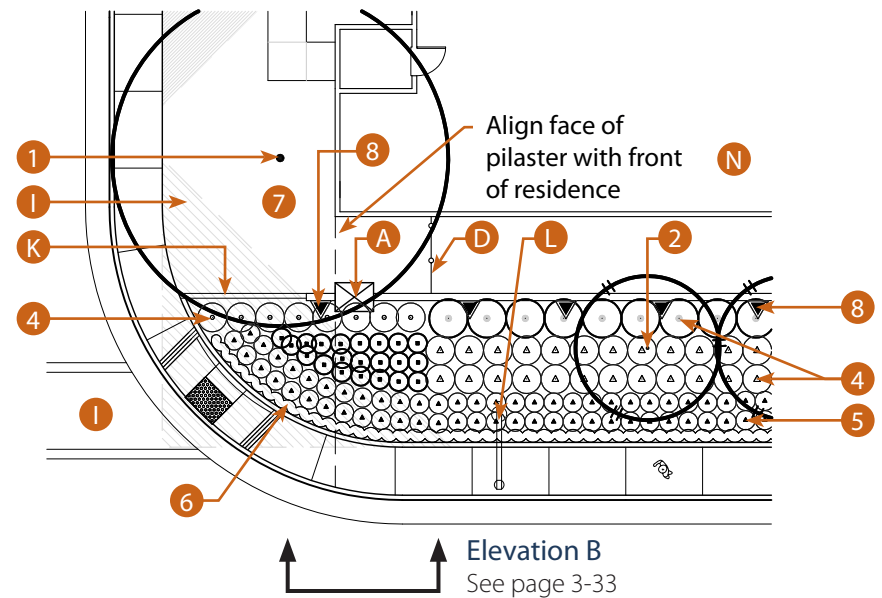 Align face of
pilaster with front
of residence
N
1
8
7
I
K
A
D
L
2
8
4
4
5
I
6
Elevation B
See page 3-33